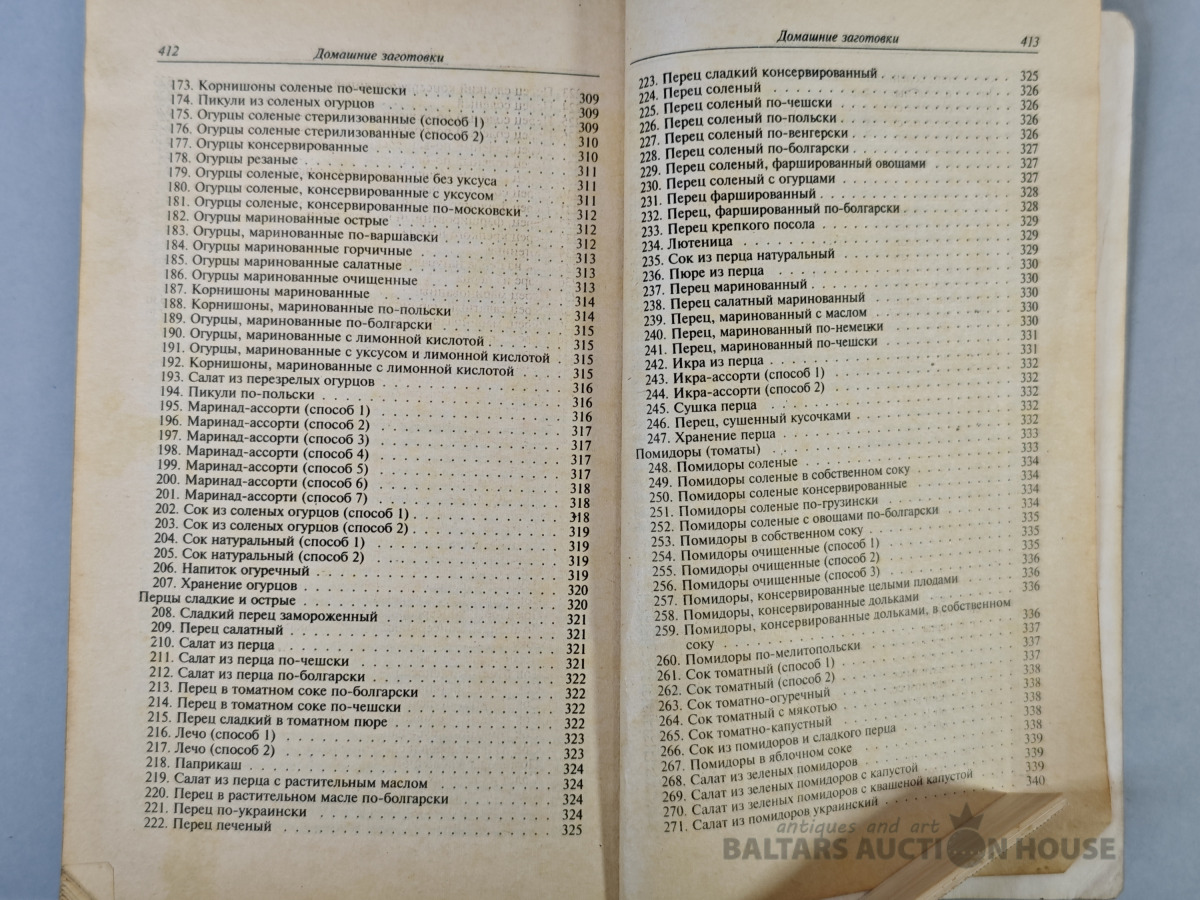 412
Домашние заготовки
173. Корнишоны соленые по-чешски . . . . . . . . . . 309
174. Пикули из соленых огурцов . . . . . . . . . . 309
175. Огурцы соленые стерилизованные (способ 1) . . . . . 309
176. Огурцы соленые стерилизованные (способ 2) . . . . . 310
177. Огурцы консервированные . . . . . . . . . . 310
178. Огурцы резаные . . . . . . . . . . 311
179. Огурцы соленые, консервированные без уксуса . . . . . 311
180. Огурцы соленые, консервированные с уксусом . . . . . 311
181. Огурцы соленые, консервированные по-московски . . . 312
182. Огурцы маринованные острые . . . . . . . . . . 312
183. Огурцы, маринованные по-варшавски . . . . . . . . 312
184. Огурцы маринованные горчичные . . . . . . . . 313
185. Огурцы маринованные салатные . . . . . . . . 313
186. Огурцы маринованные очищенные . . . . . . . . 313
187. Корнишоны маринованные . . . . . . . . . . 314
188. Корнишоны, маринованные по-польски . . . . . . . 314
189. Огурцы, маринованные по-болгарски . . . . . . . . 315
190. Огурцы, маринованные с лимонной кислотой . . . . . 315
191. Огурцы, маринованные с уксусом и лимонной кислотой . 315
192. Корнишоны, маринованные с лимонной кислотой . . . . 315
193. Салат из перезрелых огурцов . . . . . . . . . . 316
194. Пикули по-польски . . . . . . . . . . 316
195. Маринад-ассорти (способ 1) . . . . . . . . . . 316
196. Маринад-ассорти (способ 2) . . . . . . . . . . 317
197. Маринад-ассорти (способ 3) . . . . . . . . . . 317
198. Маринад-ассорти (способ 4) . . . . . . . . . . 317
199. Маринад-ассорти (способ 5) . . . . . . . . . . 317
200. Маринад-ассорти (способ 6) . . . . . . . . . . 318
201. Маринад-ассорти (способ 7) . . . . . . . . . . 318
202. Сок из соленых огурцов (способ 1) . . . . . . . . 318
203. Сок из соленых огурцов (способ 2) . . . . . . . . 319
204. Сок натуральный (способ 1) . . . . . . . . . . 319
205. Сок натуральный (способ 2) . . . . . . . . . . 319
206. Напиток огуречный . . . . . . . . . . 319
207. Хранение огурцов . . . . . . . . . . 320
Перцы сладкие и острые . . . . . . . . . . 320
208. Сладкий перец замороженный . . . . . . . . . . 321
209. Перец салатный . . . . . . . . . . 321
210. Салат из перца . . . . . . . . . . 321
211. Салат из перца по-чешски . . . . . . . . . . 321
212. Салат из перца по-болгарски . . . . . . . . . . 322
213. Перец в томатном соке по-болгарски . . . . . . . . 322
214. Перец в томатном соке по-чешски . . . . . . . . 322
215. Перец сладкий в томатном пюре . . . . . . . . 322
216. Лечо (способ 1) . . . . . . . . . . 323
217. Лечо (способ 2) . . . . . . . . . . 323
218. Паприкаш . . . . . . . . . . 324
219. Салат из перца с растительным маслом . . . . . . . 324
220. Перец в растительном масле по-болгарски . . . . . . 324
221. Перец по-украински . . . . . . . . . . 324
222. Перец печеный . . . . . . . . . . 325
Домашние заготовки
413
223. Перец сладкий консервированный . . . . . . . . 325
224. Перец соленый . . . . . . . . . . 326
225. Перец соленый по-чешски . . . . . . . . . . 326
226. Перец соленый по-польски . . . . . . . . . . 326
227. Перец соленый по-венгерски . . . . . . . . . . 326
228. Перец соленый по-болгарски . . . . . . . . . . 327
229. Перец соленый, фаршированный овощами . . . . . . 327
230. Перец соленый с огурцами . . . . . . . . . . 327
231. Перец фаршированный . . . . . . . . . . 328
232. Перец, фаршированный по-болгарски . . . . . . . . 328
233. Перец крепкого посола . . . . . . . . . . 329
234. Лютеница . . . . . . . . . . 329
235. Сок из перца натуральный . . . . . . . . . . 329
236. Пюре из перца . . . . . . . . . . 330
237. Перец маринованный . . . . . . . . . . 330
238. Перец салатный маринованный . . . . . . . . . . 330
239. Перец, маринованный с маслом . . . . . . . . . . 330
240. Перец, маринованный по-немецки . . . . . . . . 330
241. Перец, маринованный по-чешски . . . . . . . . 331
242. Икра из перца . . . . . . . . . . 331
243. Икра-ассорти (способ 1) . . . . . . . . . . 332
244. Икра-ассорти (способ 2) . . . . . . . . . . 332
245. Сушка перца . . . . . . . . . . 332
246. Перец, сушенный кусочками . . . . . . . . . . 332
247. Хранение перца . . . . . . . . . . 332
Помидоры (томаты) . . . . . . . . . . 333
248. Помидоры соленые . . . . . . . . . . 333
249. Помидоры соленые в собственном соку . . . . . . . 334
250. Помидоры соленые консервированные . . . . . . . 334
251. Помидоры соленые по-грузински . . . . . . . . 334
252. Помидоры соленые с овощами по-болгарски . . . . . 334
253. Помидоры в собственном соку . . . . . . . . . . 335
254. Помидоры очищенные (способ 1) . . . . . . . . 335
255. Помидоры очищенные (способ 2) . . . . . . . . 335
256. Помидоры очищенные (способ 3) . . . . . . . . 336
257. Помидоры, консервированные целыми плодами . . . . 336
258. Помидоры, консервированные дольками . . . . . . 336
259. Помидоры, консервированные дольками, в собственном
соку . . . . . . . . . . 336
260. Помидоры по-мелитопольски . . . . . . . . . . 337
261. Сок томатный (способ 1) . . . . . . . . . . 337
262. Сок томатный (способ 2) . . . . . . . . . . 337
263. Сок томатно-огуречный . . . . . . . . . . 338
264. Сок томатный с мякотью . . . . . . . . . . 338
265. Сок томатно-капустный . . . . . . . . . . 338
266. Сок из помидоров и сладкого перца . . . . . . . . 338
267. Помидоры в яблочном соке . . . . . . . . . . 338
268. Салат из зеленых помидоров . . . . . . . . . . 339
269. Салат из зеленых помидоров с капустой . . . . . . 339
270. Салат из зеленых помидоров с квашеной капустой . . . 339
271. Салат из помидоров украинский . . . . . . . . 340
antiques and art
BALTARS AUCTION HOUSE